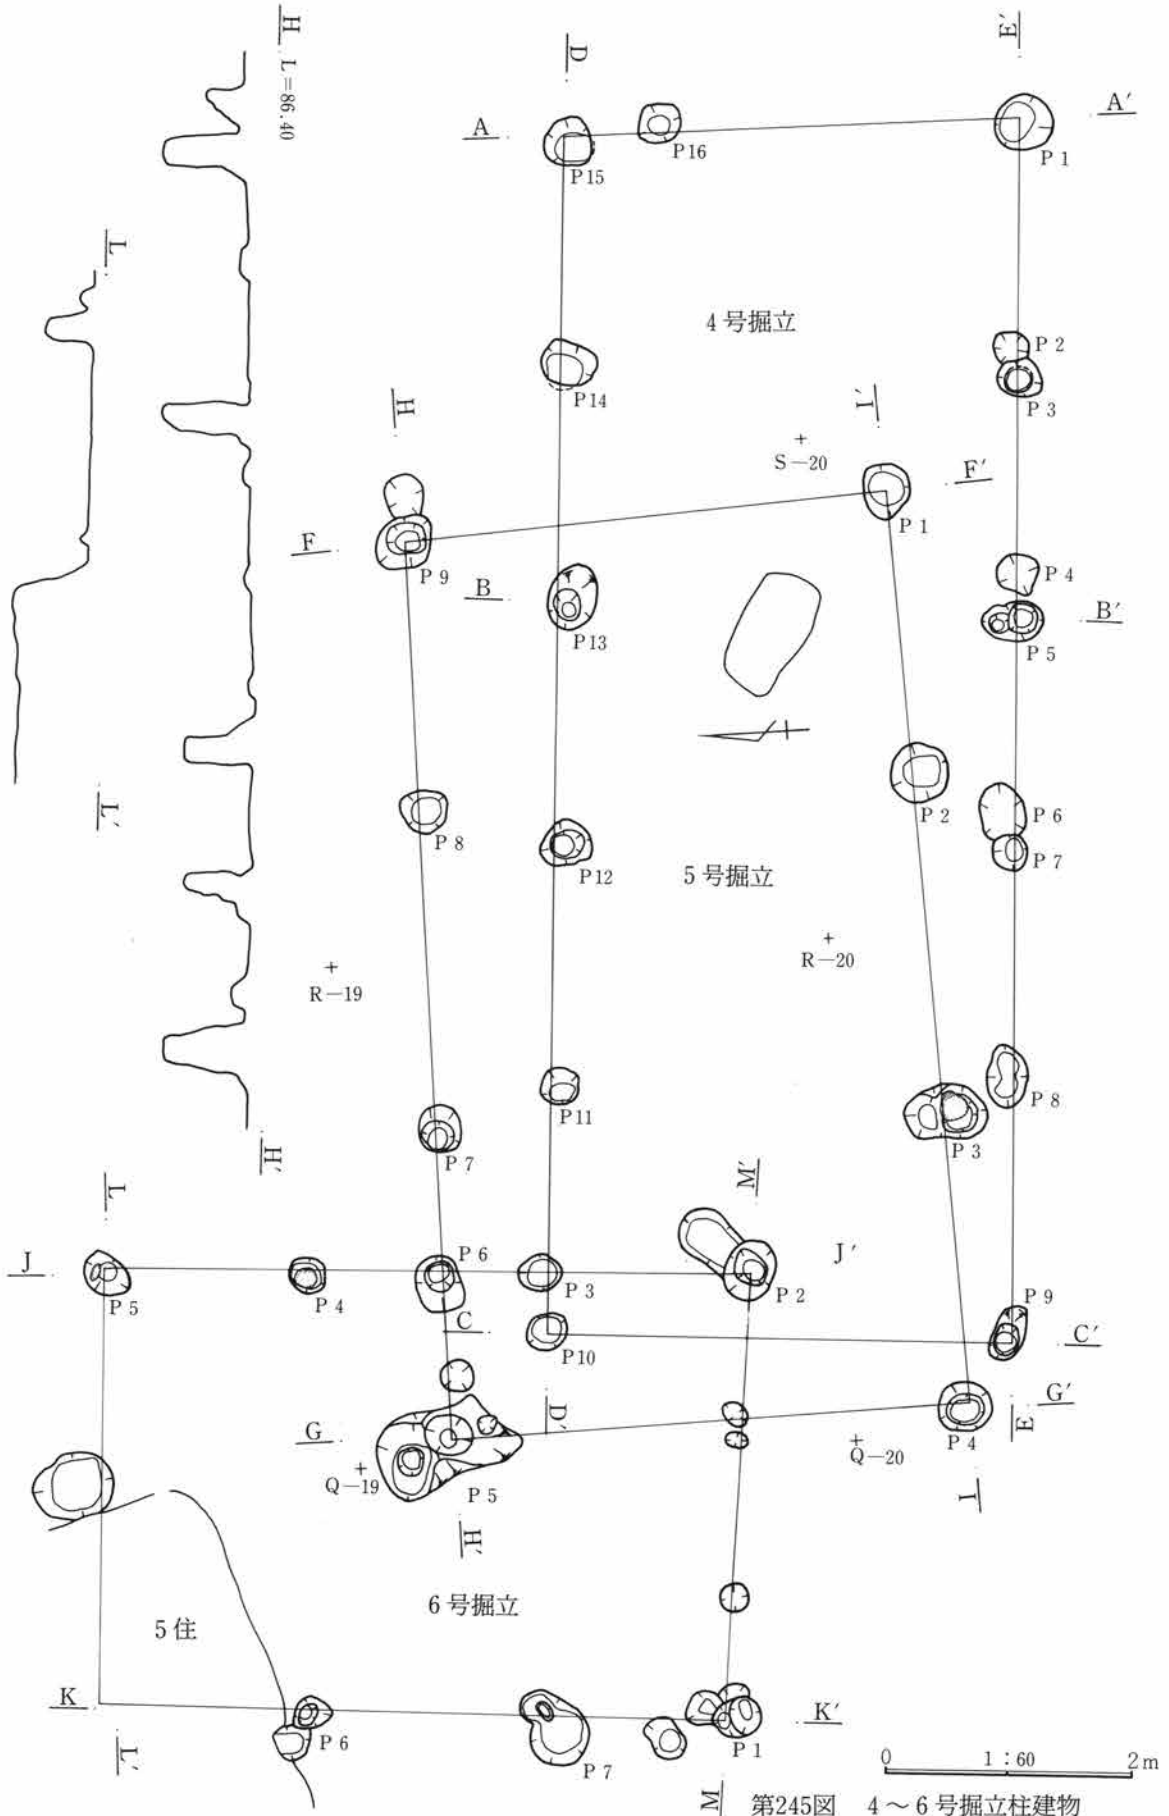 H
L=86.40
D
E′
A
A′
P15
P16
P1
L
4号掘立
P2
P3
P14
H
I′
S―20
F′
P1
F
P9
B
P13
P4
B′
P5
P2
P6
P7
L′
P8
P12
5号掘立
R―20
R―19
P11
P8
P3
P7
H′
L
M′
J
P5
P4
P6
P3
J′
P2
P9
C
P10
C′
G
D′
G′
E
P4
Q―20
Q―19
P5
I
H′
6号掘立
5住
K
K′
L′
P6
P7
P1
M
0
1:60
2m
第245図 4～6号掘立柱建物